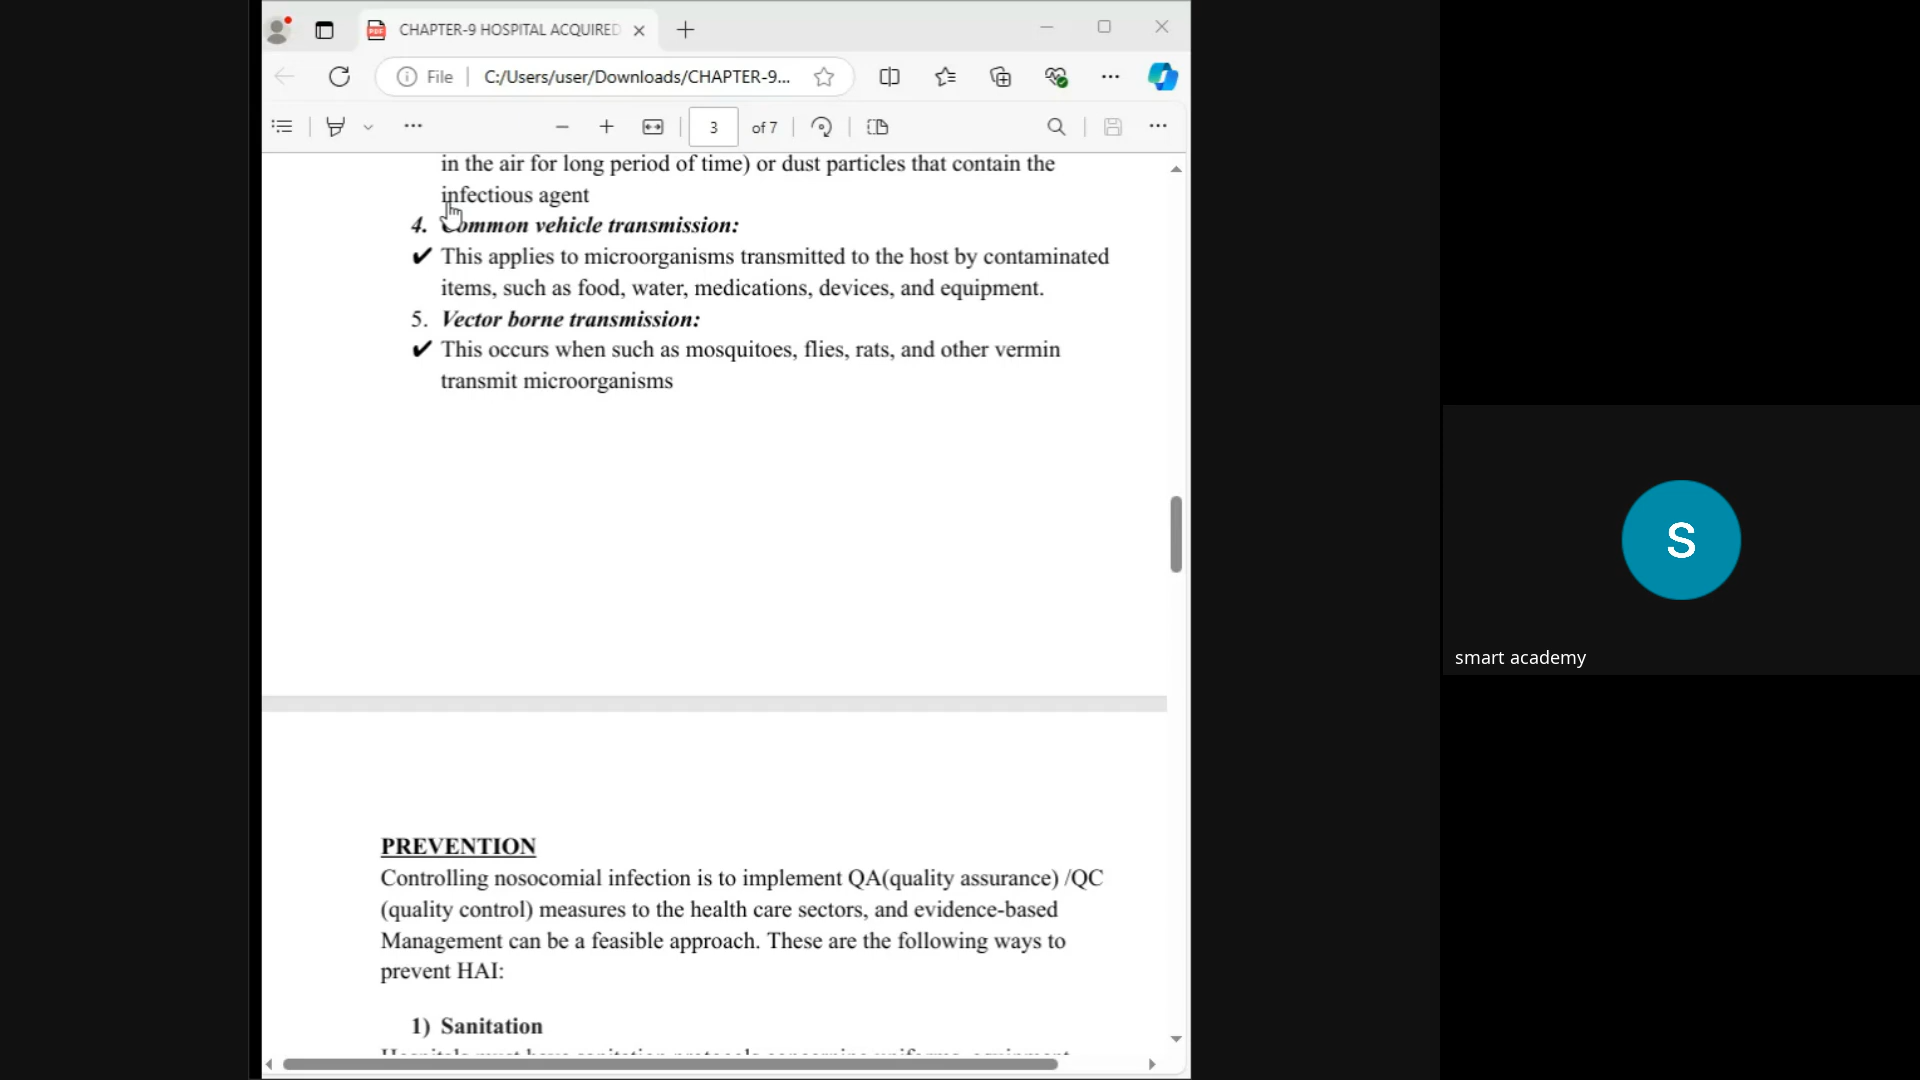 CHAPTER-9 HOSPITAL ACQUIRED
File
C:/Users/user/Downloads/CHAPTER-9...
3 of 7
in the air for long period of time) or dust particles that contain the
infectious agent
4. Common vehicle transmission:
✔ This applies to microorganisms transmitted to the host by contaminated
items, such as food, water, medications, devices, and equipment.
5. Vector borne transmission:
✔ This occurs when such as mosquitoes, flies, rats, and other vermin
transmit microorganisms
PREVENTION
Controlling nosocomial infection is to implement QA(quality assurance) /QC
(quality control) measures to the health care sectors, and evidence-based
Management can be a feasible approach. These are the following ways to
prevent HAI:
1) Sanitation
S
smart academy